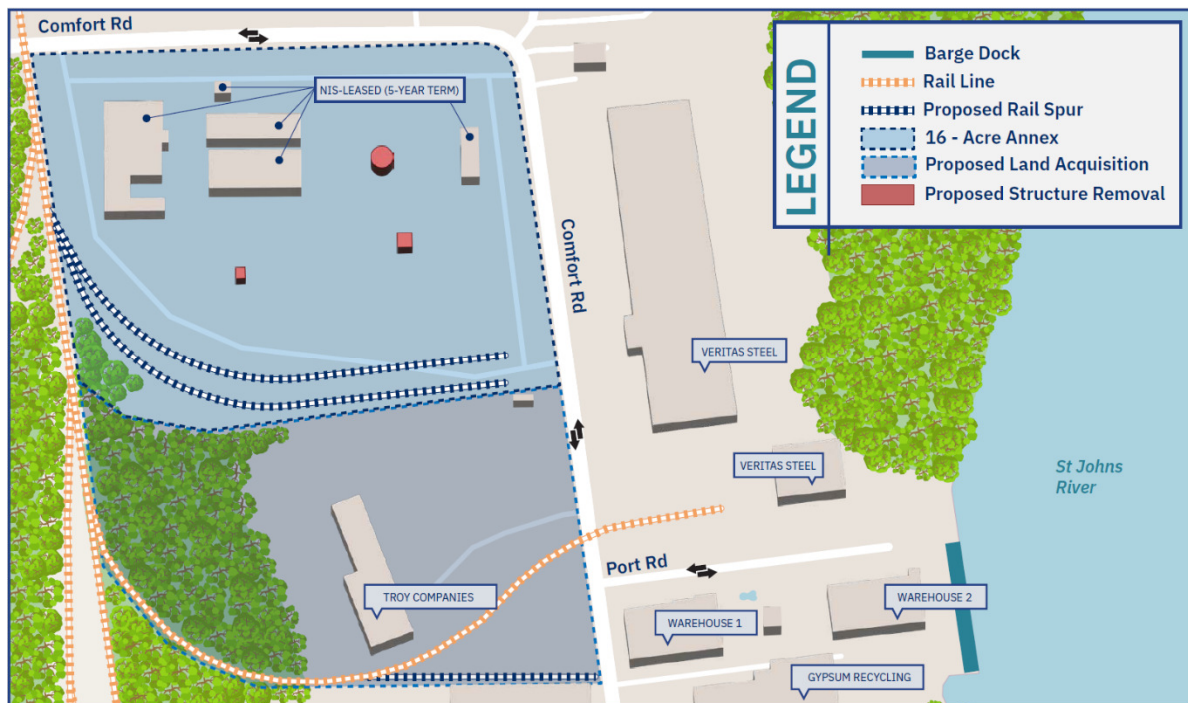 Comfort Rd
NIS-LEASED (5-YEAR TERM)
LEGEND
Barge Dock
Rail Line
Proposed Rail Spur
16 - Acre Annex
Proposed Land Acquisition
Proposed Structure Removal
Comfort Rd
VERITAS STEEL
VERITAS STEEL
St Johns
River
Port Rd
TROY COMPANIES
WAREHOUSE 1
WAREHOUSE 2
GYPSUM RECYCLING